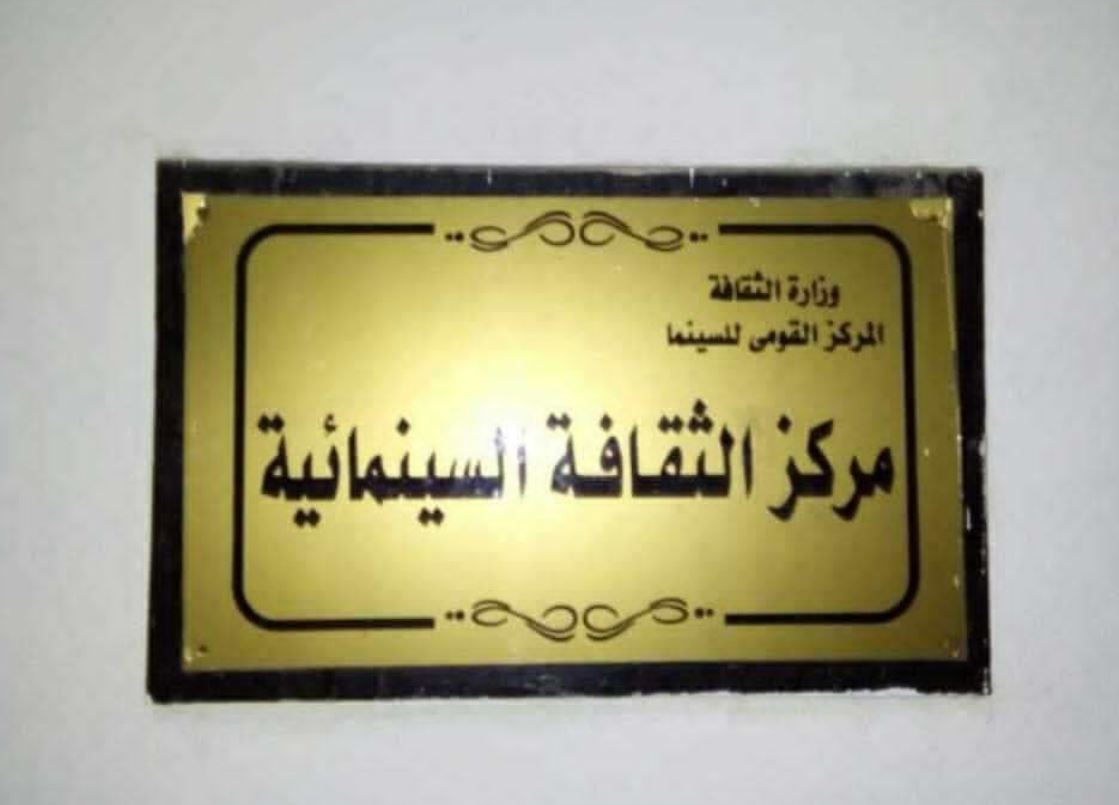 وزارة الثقافة
المركز القومى للسينما
مركز الثقافة السينمائية